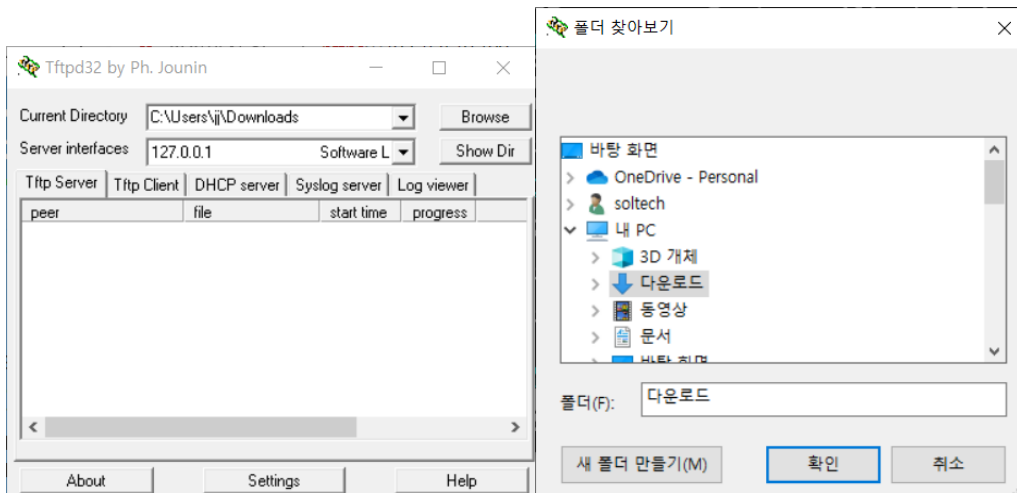 Tftpd32 by Ph. Jounin
Current Directory C:\Users\jj\Downloads Browse
Server interfaces 127.0.0.1 Software L Show Dir
Tftp Server Tftp Client DHCP server Syslog server Log viewer
peer file start time progress
About Settings Help
폴더 찾아보기
바탕 화면
OneDrive - Personal
soltech
내 PC
3D 개체
다운로드
동영상
문서
바탕 화면
폴더(F): 다운로드
새 폴더 만들기(M) 확인 취소